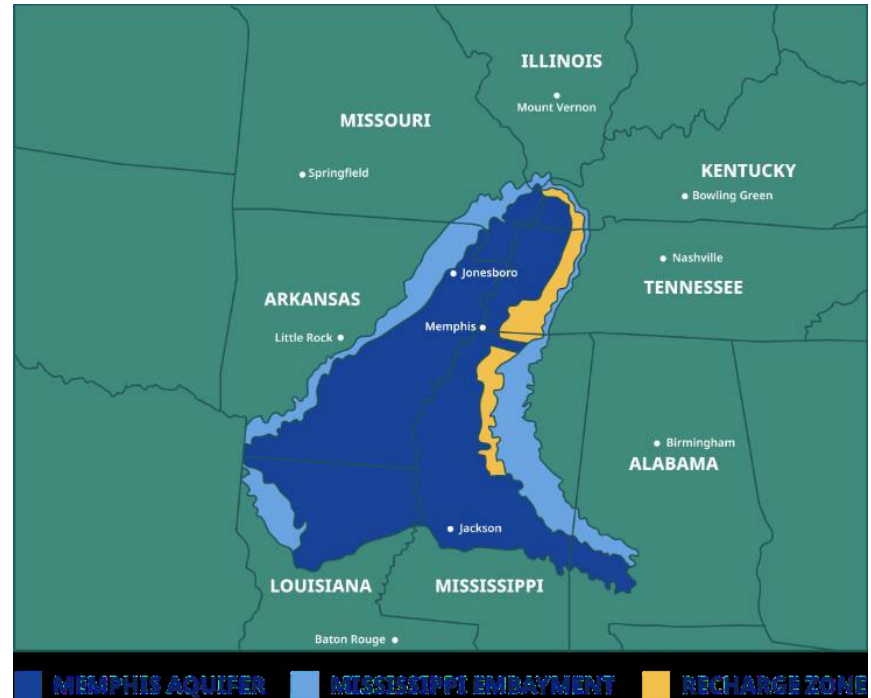 ILLINOIS
Mount Vernon
MISSOURI
Springfield
KENTUCKY
Bowling Green
Nashville
TENNESSEE
Jonesboro
ARKANSAS
Memphis
Little Rock
Birmingham
ALABAMA
Jackson
LOUISIANA
MISSISSIPPI
Baton Rouge
MEMPHIS AQUIFER
MISSISSIPPI EMBAYMENT
RECHARGE ZONE